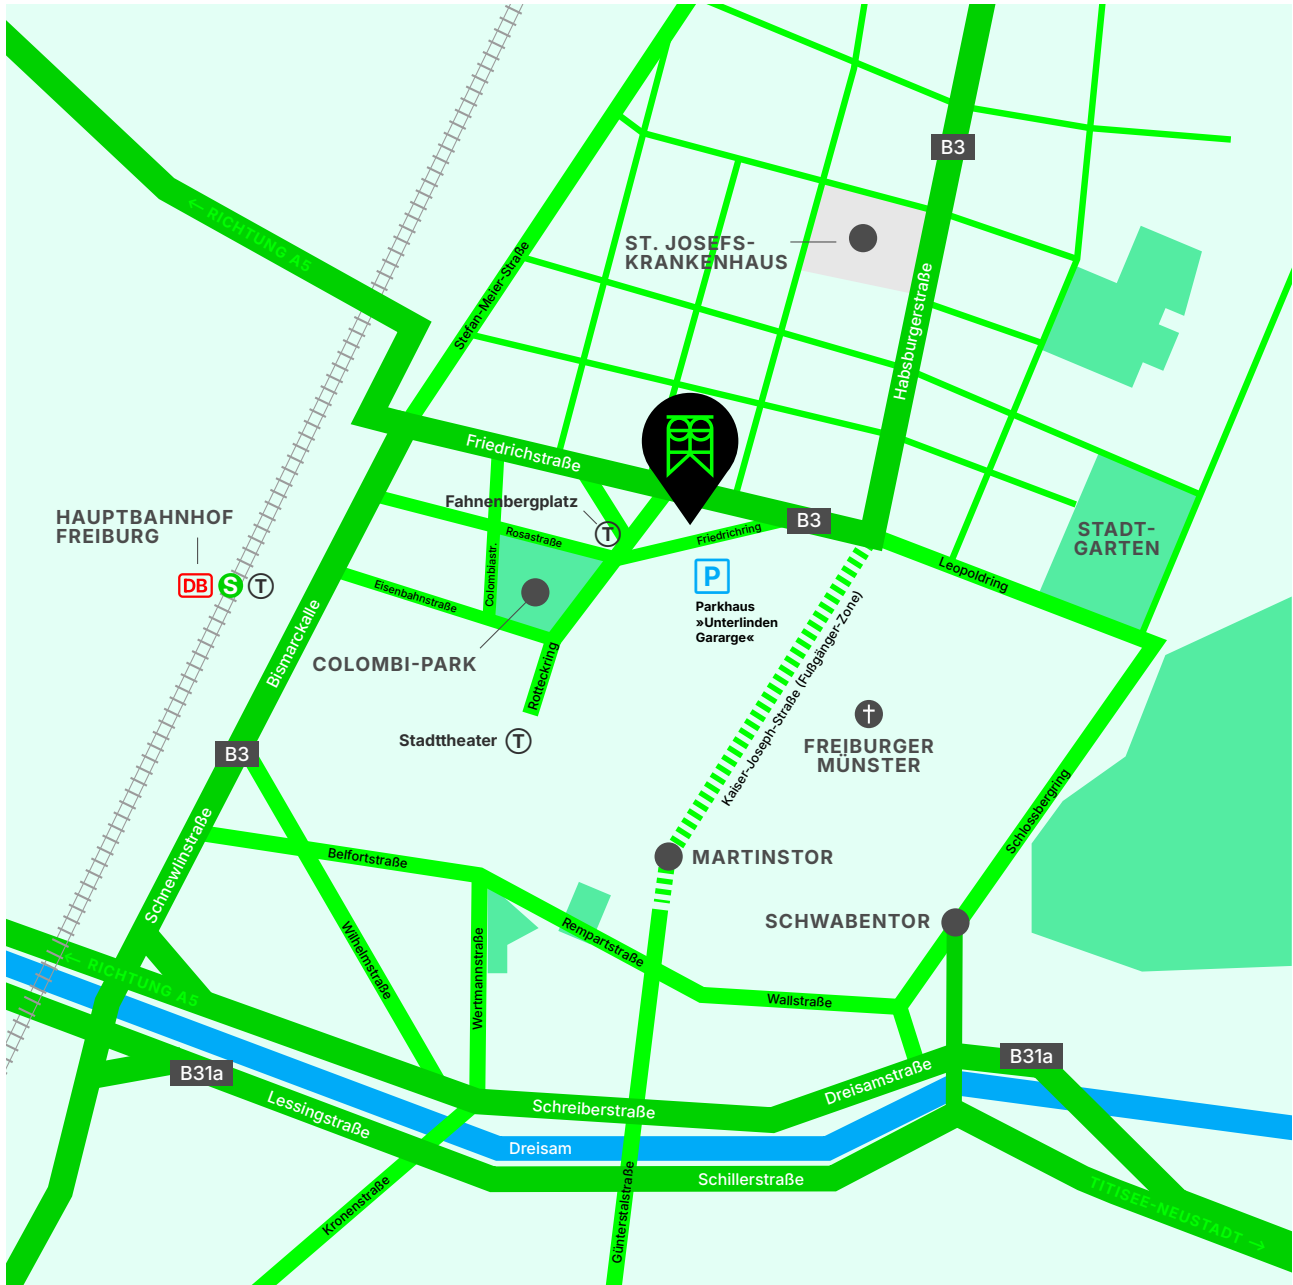 B3
← RICHTUNG A5
ST. JOSEFS-
KRANKENHAUS
Stefan-Meier-Straße
Habsburgerstraße
Friedrichstraße
Fahnenbergplatz
T
B3
Friedrichring
Rosastraße
HAUPTBAHNHOF
FREIBURG
DB
S
T
STADT-
GARTEN
Leopoldring
Colombiastr.
Eisenbahnstraße
P
Parkhaus
»Unterlinden
Gararge«
Bismarckalle
COLOMBI-PARK
Rotteckring
Kaiser-Joseph-Straße (Fußgänger-Zone)
Stadttheater
T
B3
FREIBURGER
MÜNSTER
Schlossbergring
Schnewlinstraße
Belfortstraße
MARTINSTOR
SCHWABENTOR
Rempartstraße
Wilhelmstraße
Wertmannstraße
← RICHTUNG A5
Wallstraße
B31a
B31a
Dreisamstraße
Lessingstraße
Schreiberstraße
Dreisam
Schillerstraße
Kronenstraße
Günterstalstraße
TITISEE-NEUSTADT →